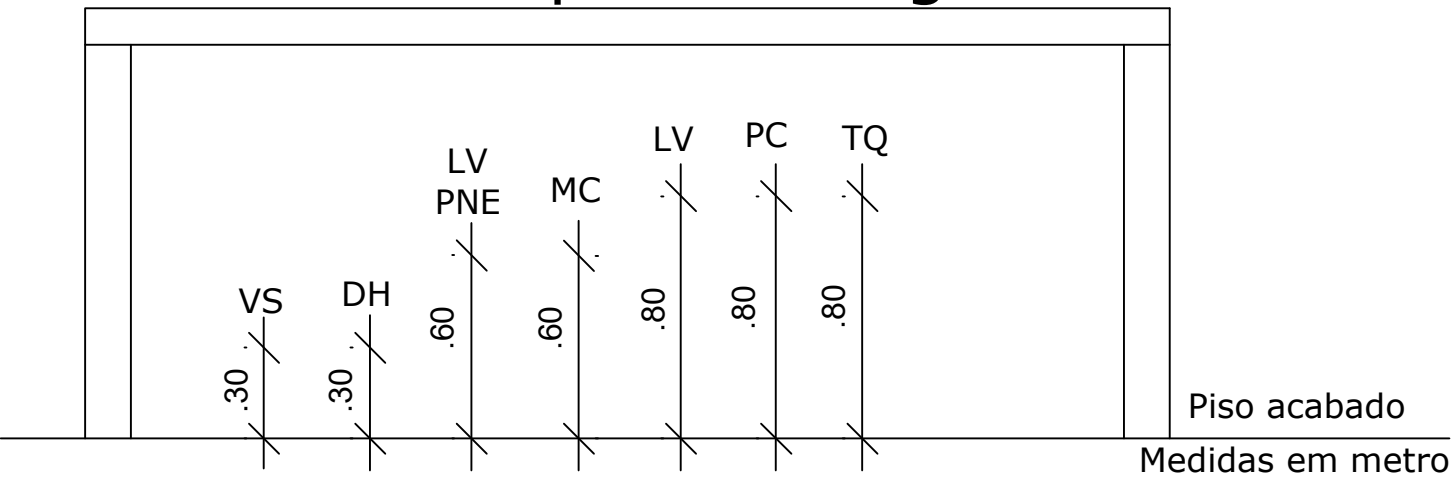 LV PC TQ
LV
PNE MC
VS DH
.30 .30 .60 .60 .80 .80 .80
Piso acabado
Medidas em metro